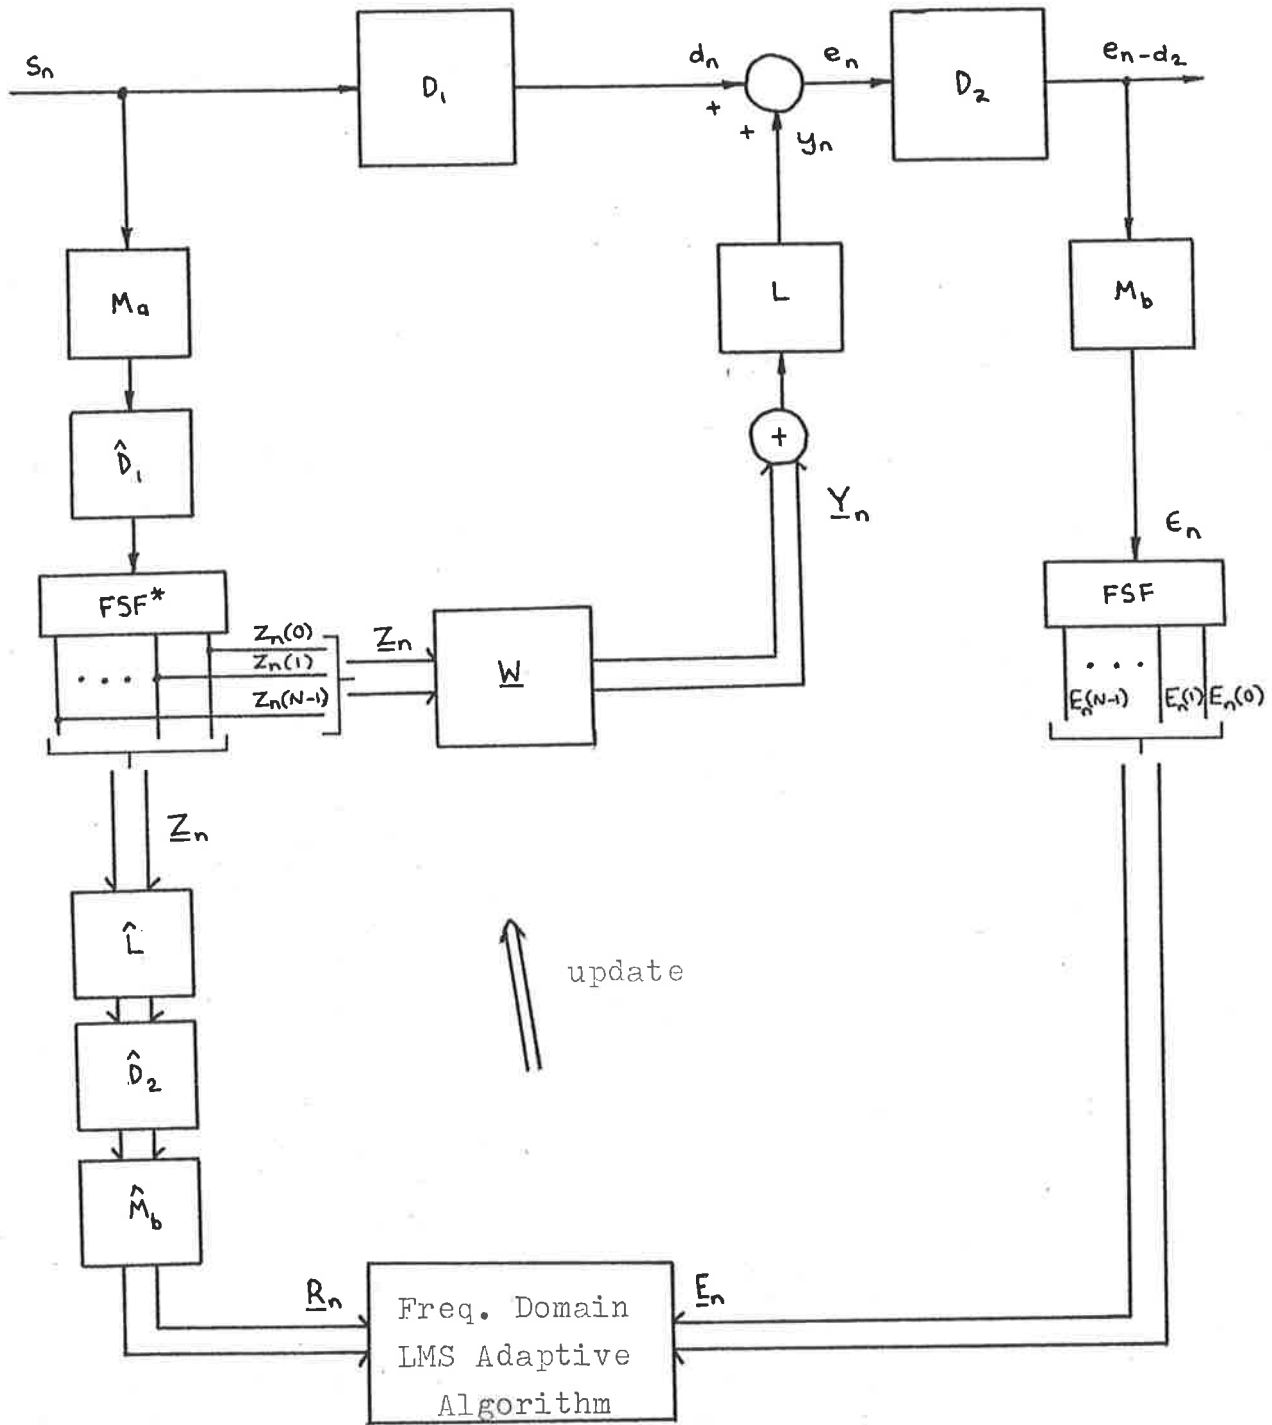 Sn
D1
dn
+
+
yn
en
D2
en-d2
Ma
L
Mb
D̂1
+
Yn
ϵn
FSF*
Zn(0)
Zn(1)
Zn(N-1)
...
Zn
W
FSF
...
En(N-1) En(1) En(0)
Zn
L̂
update
D̂2
M̂b
Rn
En
Freq. Domain
LMS Adaptive
Algorithm